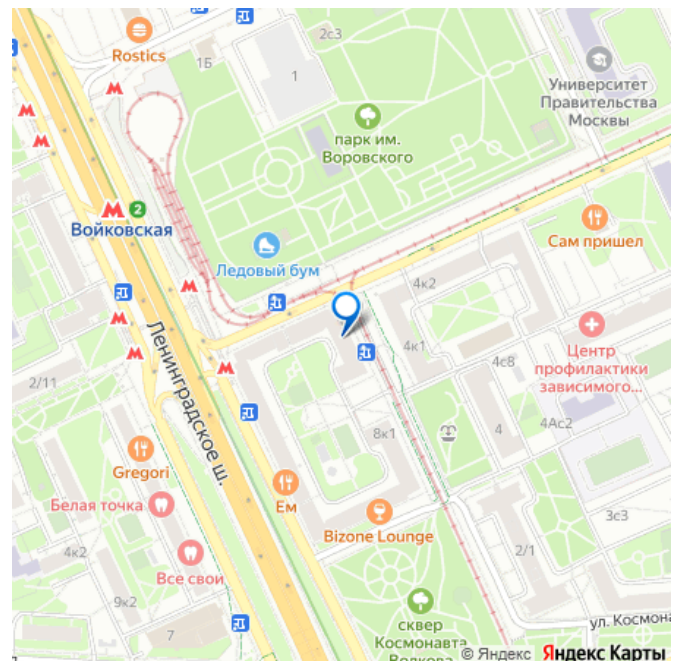 Rostics
1Б
2с3
1
Университет
Правительства
Москвы
парк им.
Воровского
2
Войковская
Сам пришел
Ледовый бум
4к2
4к1
4с8
Центр
профилактики
зависимого...
2/11
Ленинградское ш.
8к1
4
4Ас2
Gregori
Белая точка
Ем
Bizone Lounge
3с3
4к2
Все свои
2/1
9к2
7
сквер
Космонавта
Волкова
ул. Космона
© Яндекс Яндекс Карты